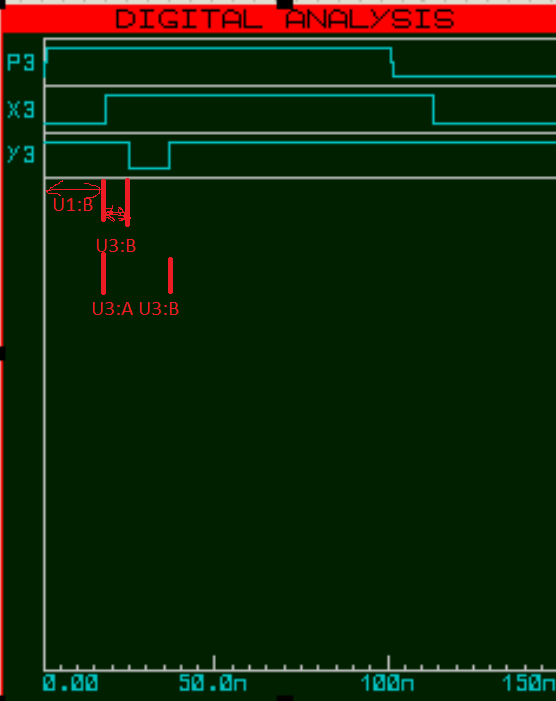 DIGITAL ANALYSIS
P3
X3
Y3
U1:B
U3:B
U3:A U3:B
0.00 50.0n 100n 150n